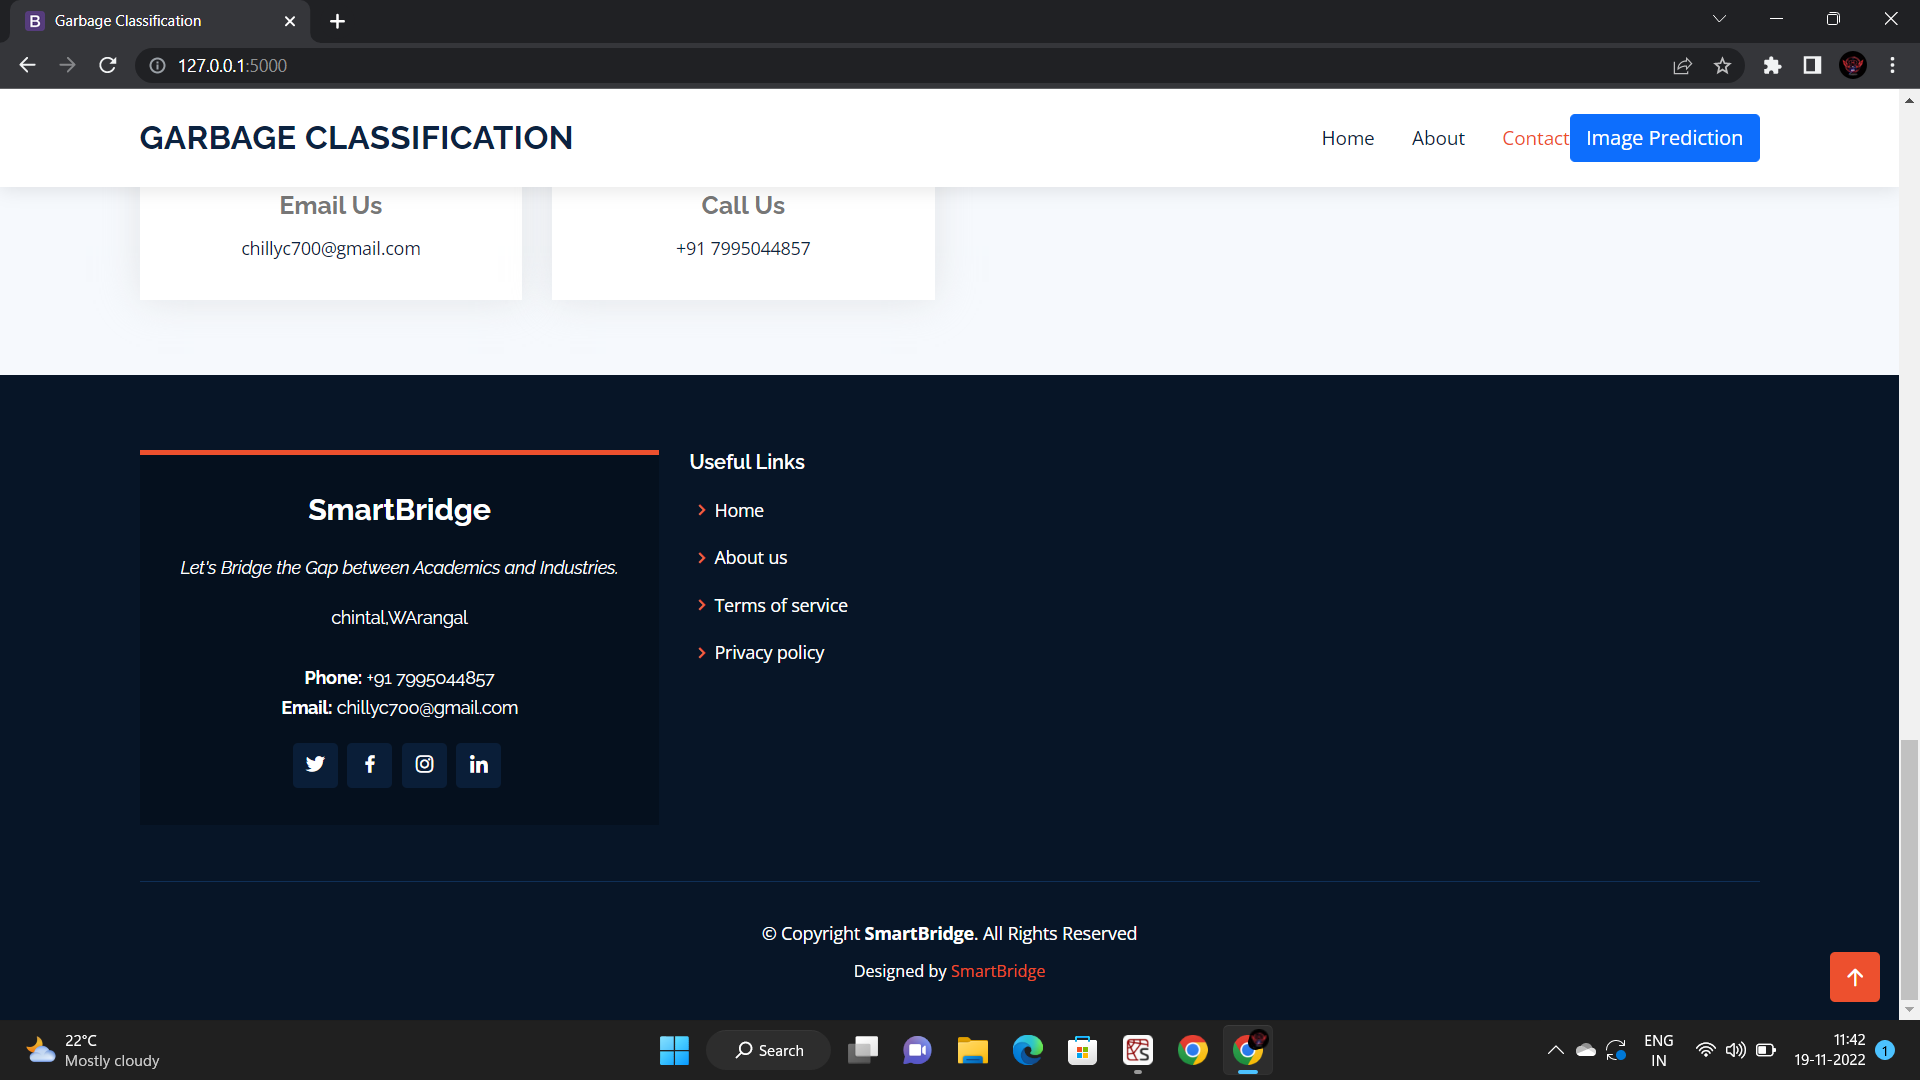 Garbage Classification
127.0.0.1:5000
GARBAGE CLASSIFICATION
Home About Contact Image Prediction
Email Us
chillyc700@gmail.com
Call Us
+91 7995044857
SmartBridge
Let's Bridge the Gap between Academics and Industries.
chintal,WArangal
Phone: +91 7995044857
Email: chillyc700@gmail.com
Useful Links
Home
About us
Terms of service
Privacy policy
© Copyright SmartBridge. All Rights Reserved
Designed by SmartBridge
22°C
Mostly cloudy
Search
ENG
IN
11:42
19-11-2022
1